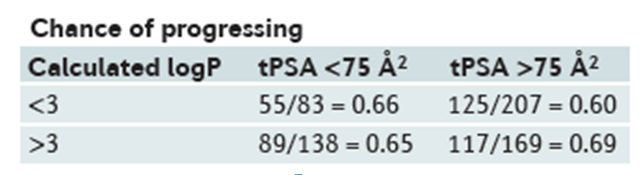 Chance of progressing
Calculated logP tPSA <75 Å² tPSA >75 Å²
<3 55/83 = 0.66 125/207 = 0.60
>3 89/138 = 0.65 117/169 = 0.69